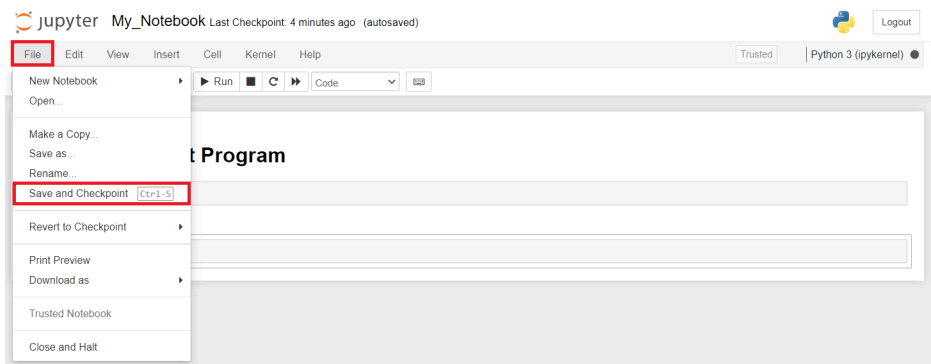 jupyter My_Notebook Last Checkpoint: 4 minutes ago (autosaved) Logout
File Edit View Insert Cell Kernel Help Trusted Python 3 (ipykernel)
New Notebook
Run Code
Open...
Make a Copy...
Save as...
t Program
Rename...
Save and Checkpoint Ctrl-S
Revert to Checkpoint
Print Preview
Download as
Trusted Notebook
Close and Halt